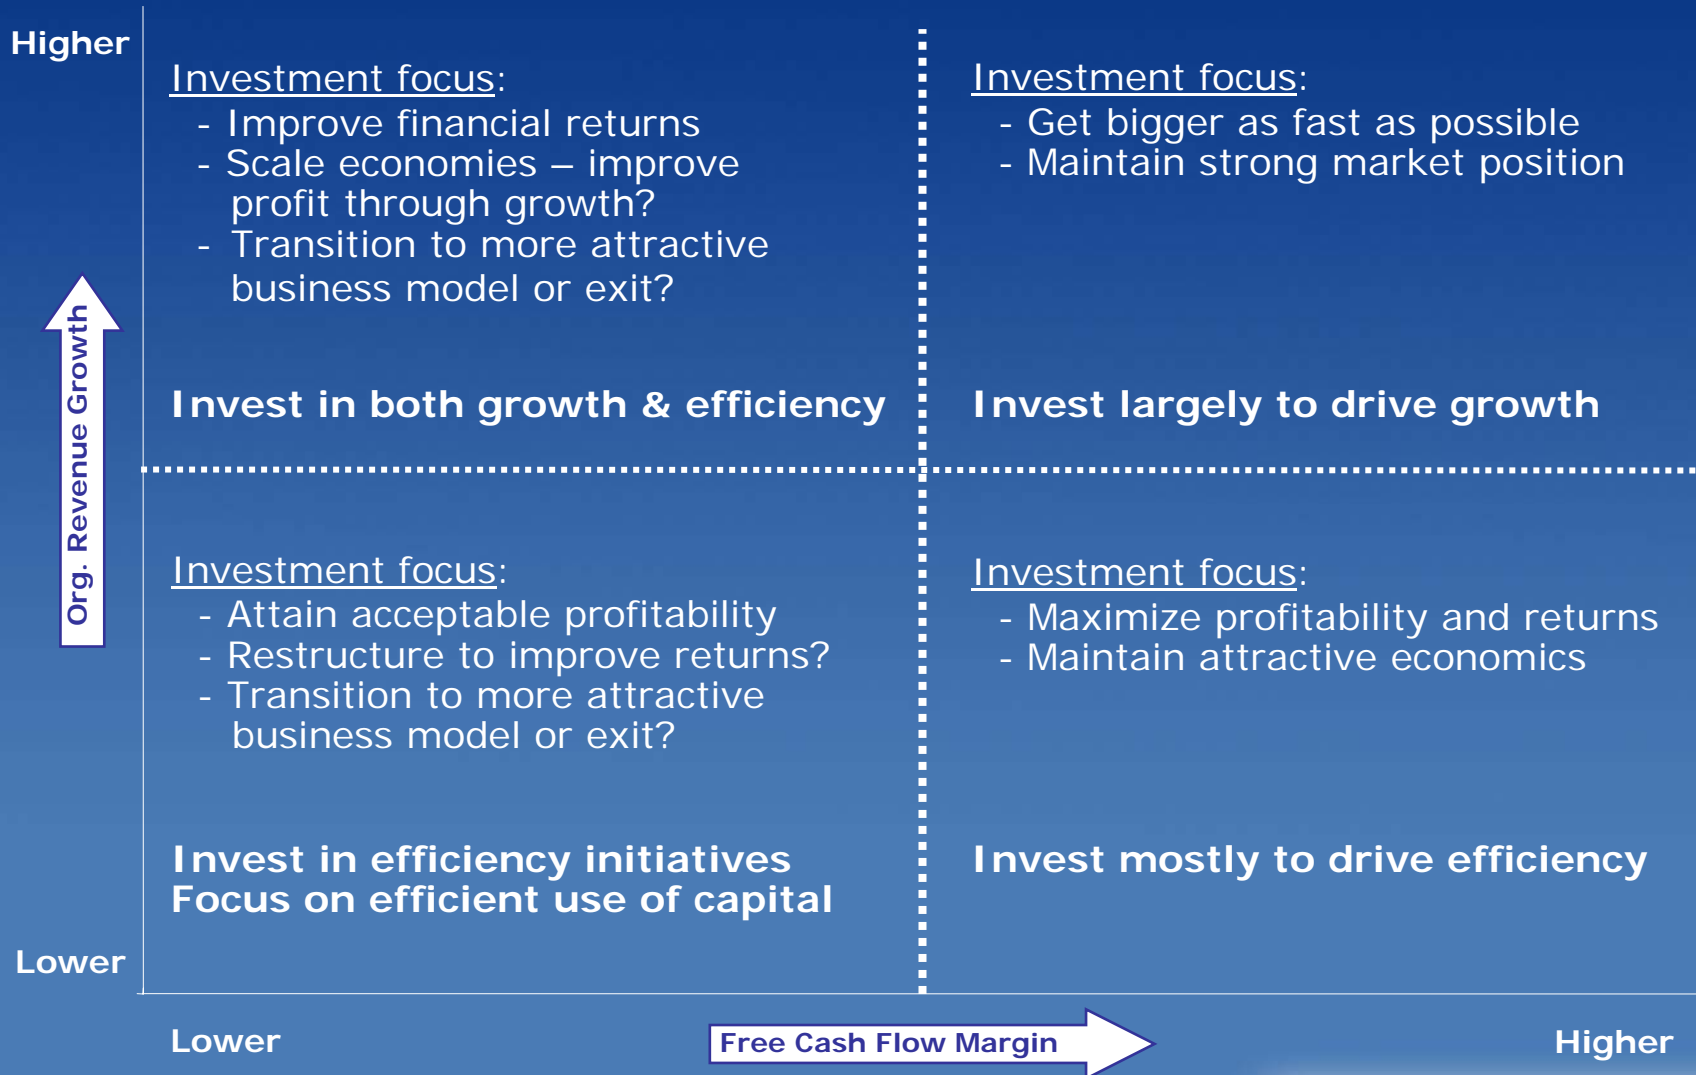 Higher
Investment focus:
- Improve financial returns
- Scale economies – improve
profit through growth?
- Transition to more attractive
business model or exit?
Invest in both growth & efficiency
Investment focus:
- Get bigger as fast as possible
- Maintain strong market position
Invest largely to drive growth
Org. Revenue Growth
Investment focus:
- Attain acceptable profitability
- Restructure to improve returns?
- Transition to more attractive
business model or exit?
Invest in efficiency initiatives
Focus on efficient use of capital
Investment focus:
- Maximize profitability and returns
- Maintain attractive economics
Invest mostly to drive efficiency
Lower
Lower
Free Cash Flow Margin
Higher